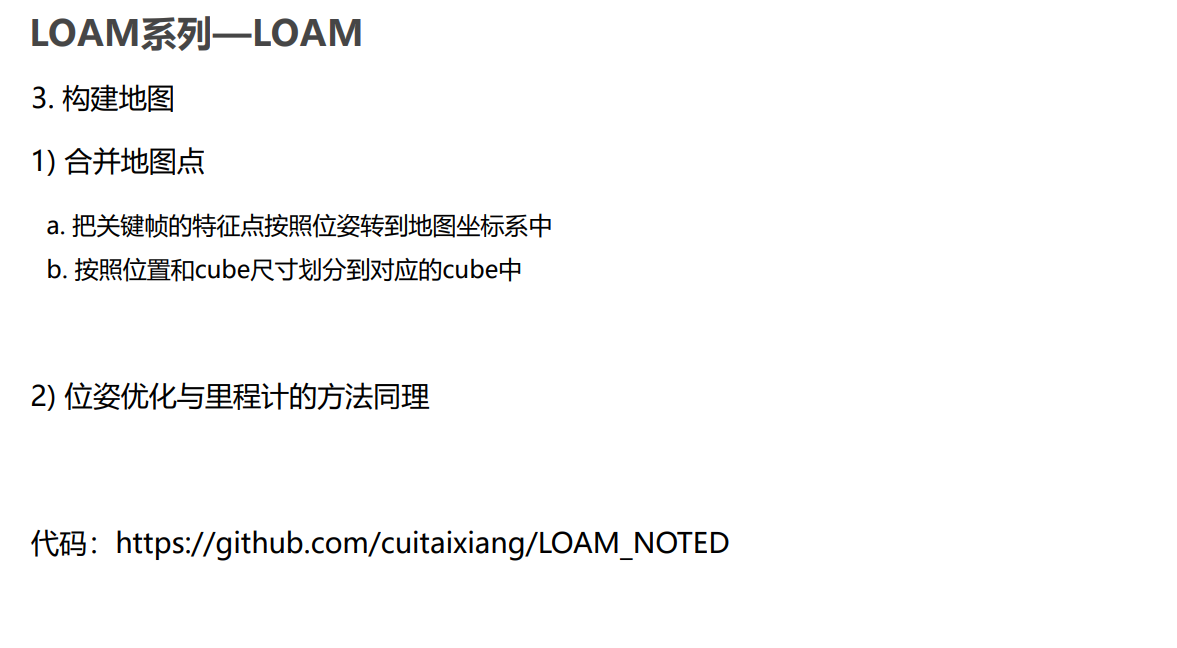 LOAM系列—LOAM
3. 构建地图
1) 合并地图点
a. 把关键帧的特征点按照位姿转到地图坐标系中
b. 按照位置和cube尺寸划分到对应的cube中
2) 位姿优化与里程计的方法同理
代码：https://github.com/cuitaixiang/LOAM_NOTED